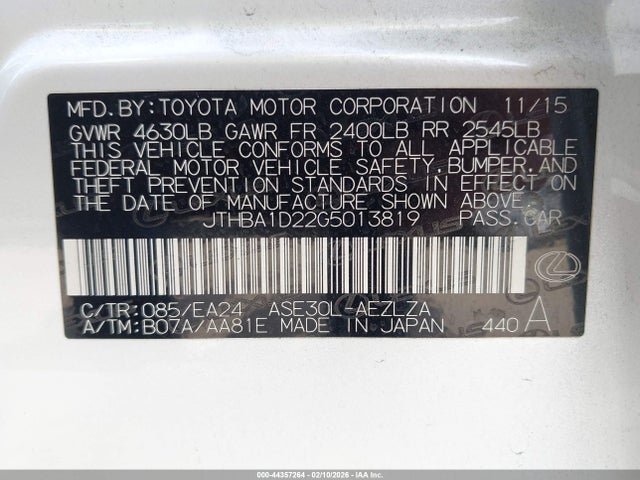 MFD.BY:TOYOTA MOTOR CORPORATION 11/15
GVWR 4630LB GAWR FR 2400LB RR 2545LB
THIS VEHICLE CONFORMS TO ALL APPLICABLE
FEDERAL MOTOR VEHICLE SAFETY,BUMPER,AND
THEFT PREVENTION STANDARDS IN EFFECT ON
THE DATE OF MANUFACTURE SHOWN ABOVE.
JTHBA1D22G5013819 PASS.CAR
C/TR:085/EA24 ASE30L-AEZLZA
A/TM:B07A/AA81E MADE IN JAPAN 440 A
000-44357264 - 02/10/2026 - IAAI.COM